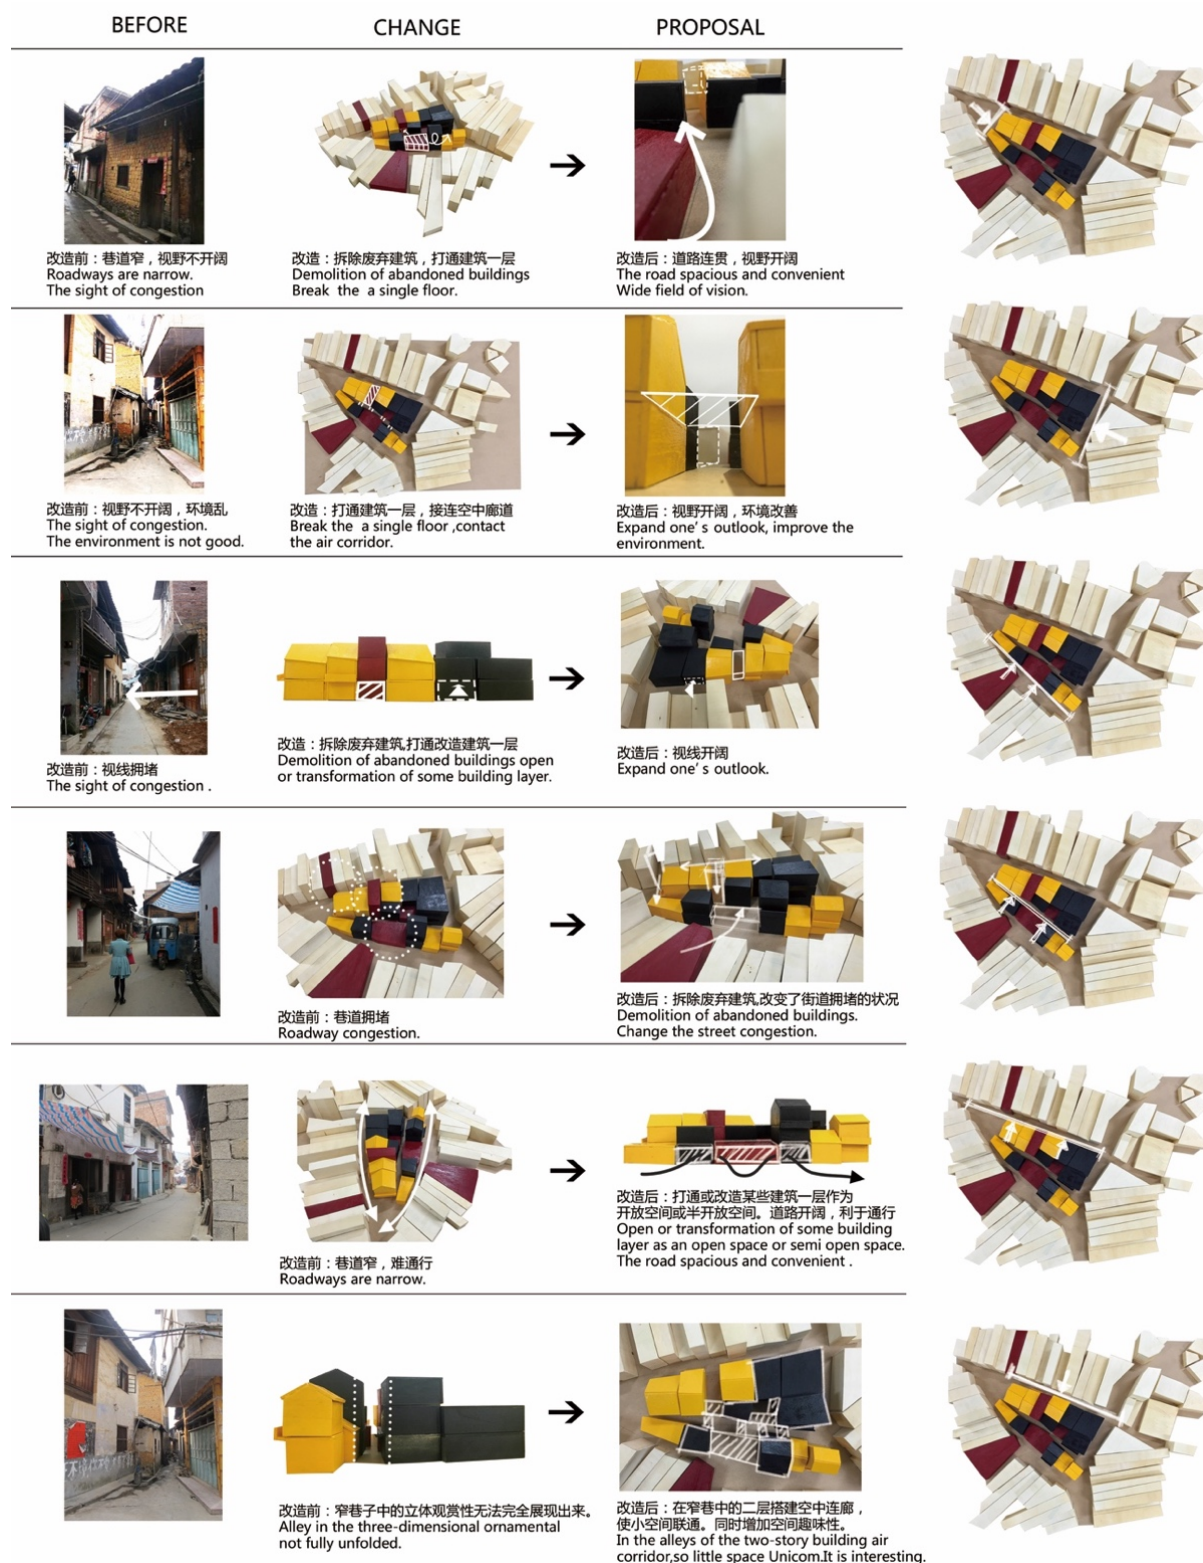 BEFORE
CHANGE
PROPOSAL
改造前：巷道窄，视野不开阔
Roadways are narrow.
The sight of congestion
改造：拆除废弃建筑，打通建筑一层
Demolition of abandoned buildings
Break the a single floor.
改造后：道路连贯，视野开阔
The road spacious and convenient
Wide field of vision.
改造前：视野不开阔，环境乱
The sight of congestion.
The environment is not good.
改造：打通建筑一层，接连空中廊道
Break the a single floor ,contact
the air corridor.
改造后：视野开阔，环境改善
Expand one's outlook, improve the
environment.
改造前：视线拥堵
The sight of congestion .
改造：拆除废弃建筑,打通改造建筑一层
Demolition of abandoned buildings open
or transformation of some building layer.
改造后：视线开阔
Expand one's outlook.
改造前：巷道拥堵
Roadway congestion.
改造后：拆除废弃建筑,改变了街道拥堵的状况
Demolition of abandoned buildings.
Change the street congestion.
改造前：巷道窄，难通行
Roadways are narrow.
改造后：打通或改造某些建筑一层作为
开放空间或半开放空间。道路开阔，利于通行
Open or transformation of some building
layer as an open space or semi open space.
The road spacious and convenient .
改造前：窄巷子中的立体观赏性无法完全展现出来。
Alley in the three-dimensional ornamental
not fully unfolded.
改造后：在窄巷中的二层搭建空中连廊，
使小空间联通。同时增加空间趣味性。
In the alleys of the two-story building air
corridor,so little space Unicom.It is interesting.